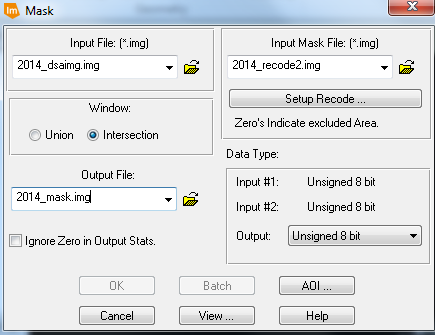 Im Mask
Input File: (*.img)
2014_dsaimg.img
Input Mask File: (*.img)
2014_recode2.img
Setup Recode ...
Zero's Indicate excluded Area.
Window:
Union
Intersection
Output File:
2014_mask.img
Ignore Zero in Output Stats.
Data Type:
Input #1: Unsigned 8 bit
Input #2: Unsigned 8 bit
Output: Unsigned 8 bit
OK
Batch
AOI ...
Cancel
View ...
Help